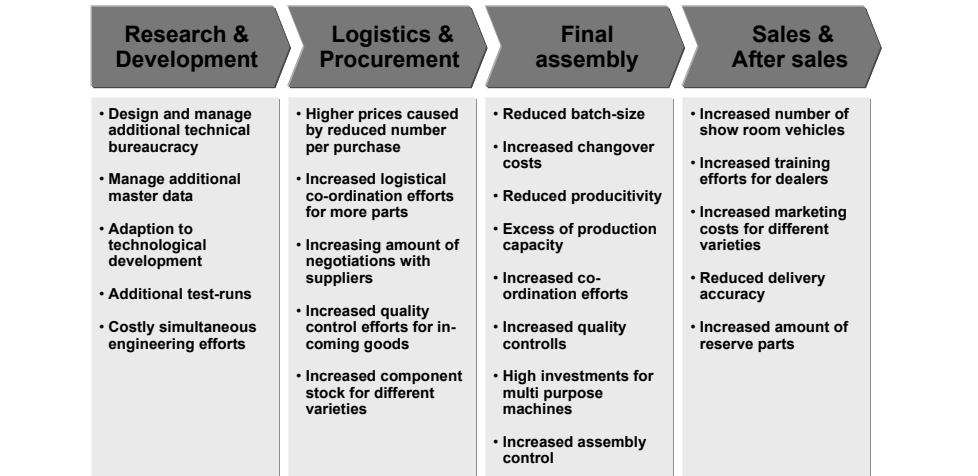 Research &
Development
Logistics &
Procurement
Final
assembly
Sales &
After sales
• Design and manage
additional technical
bureaucracy
• Manage additional
master data
• Adaption to
technological
development
• Additional test-runs
• Costly simultaneous
engineering efforts
• Higher prices caused
by reduced number
per purchase
• Increased logistical
co-ordination efforts
for more parts
• Increasing amount of
negotiations with
suppliers
• Increased quality
control efforts for in-
coming goods
• Increased component
stock for different
varieties
• Reduced batch-size
• Increased changover
costs
• Reduced producitivity
• Excess of production
capacity
• Increased co-
ordination efforts
• Increased quality
controlls
• High investments for
multi purpose
machines
• Increased assembly
control
• Increased number of
show room vehicles
• Increased training
efforts for dealers
• Increased marketing
costs for different
varieties
• Reduced delivery
accuracy
• Increased amount of
reserve parts